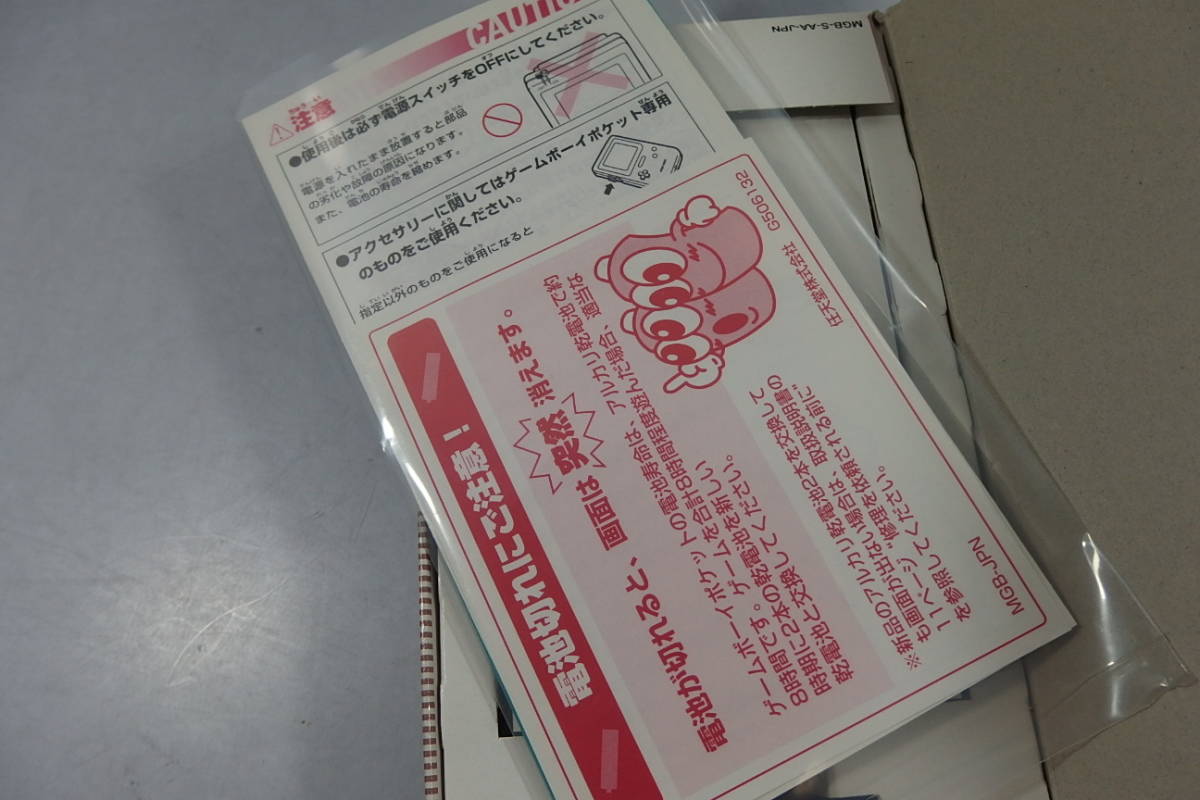 CAUTIO
注意
●使用後は必ず電源スイッチをOFFにしてください。
電源を入れたまま放置すると部品
の劣化や故障の原因になります。
また、電池の寿命を縮めます。
●アクセサリーに関してはゲームボーイポケット専用
のものをご使用ください。
指定以外のものをご使用になると
電池切れにご注意！
電池が切れると、画面は突然消えます。
ゲームボーイポケットの電池寿命は、アルカリ乾電池で約
8時間です。ゲームを合計8時間程度遊んだ場合、適当な
時期に2本の乾電池を新しい
乾電池と交換してください。
※新品のアルカリ乾電池2本を交換して
も画面が出ない場合は、取扱説明書の
11ページ“修理を依頼される前に”
を参照してください。
任天堂株式会社 G506132
MGB-JPN
MGB-S-AA-JPN